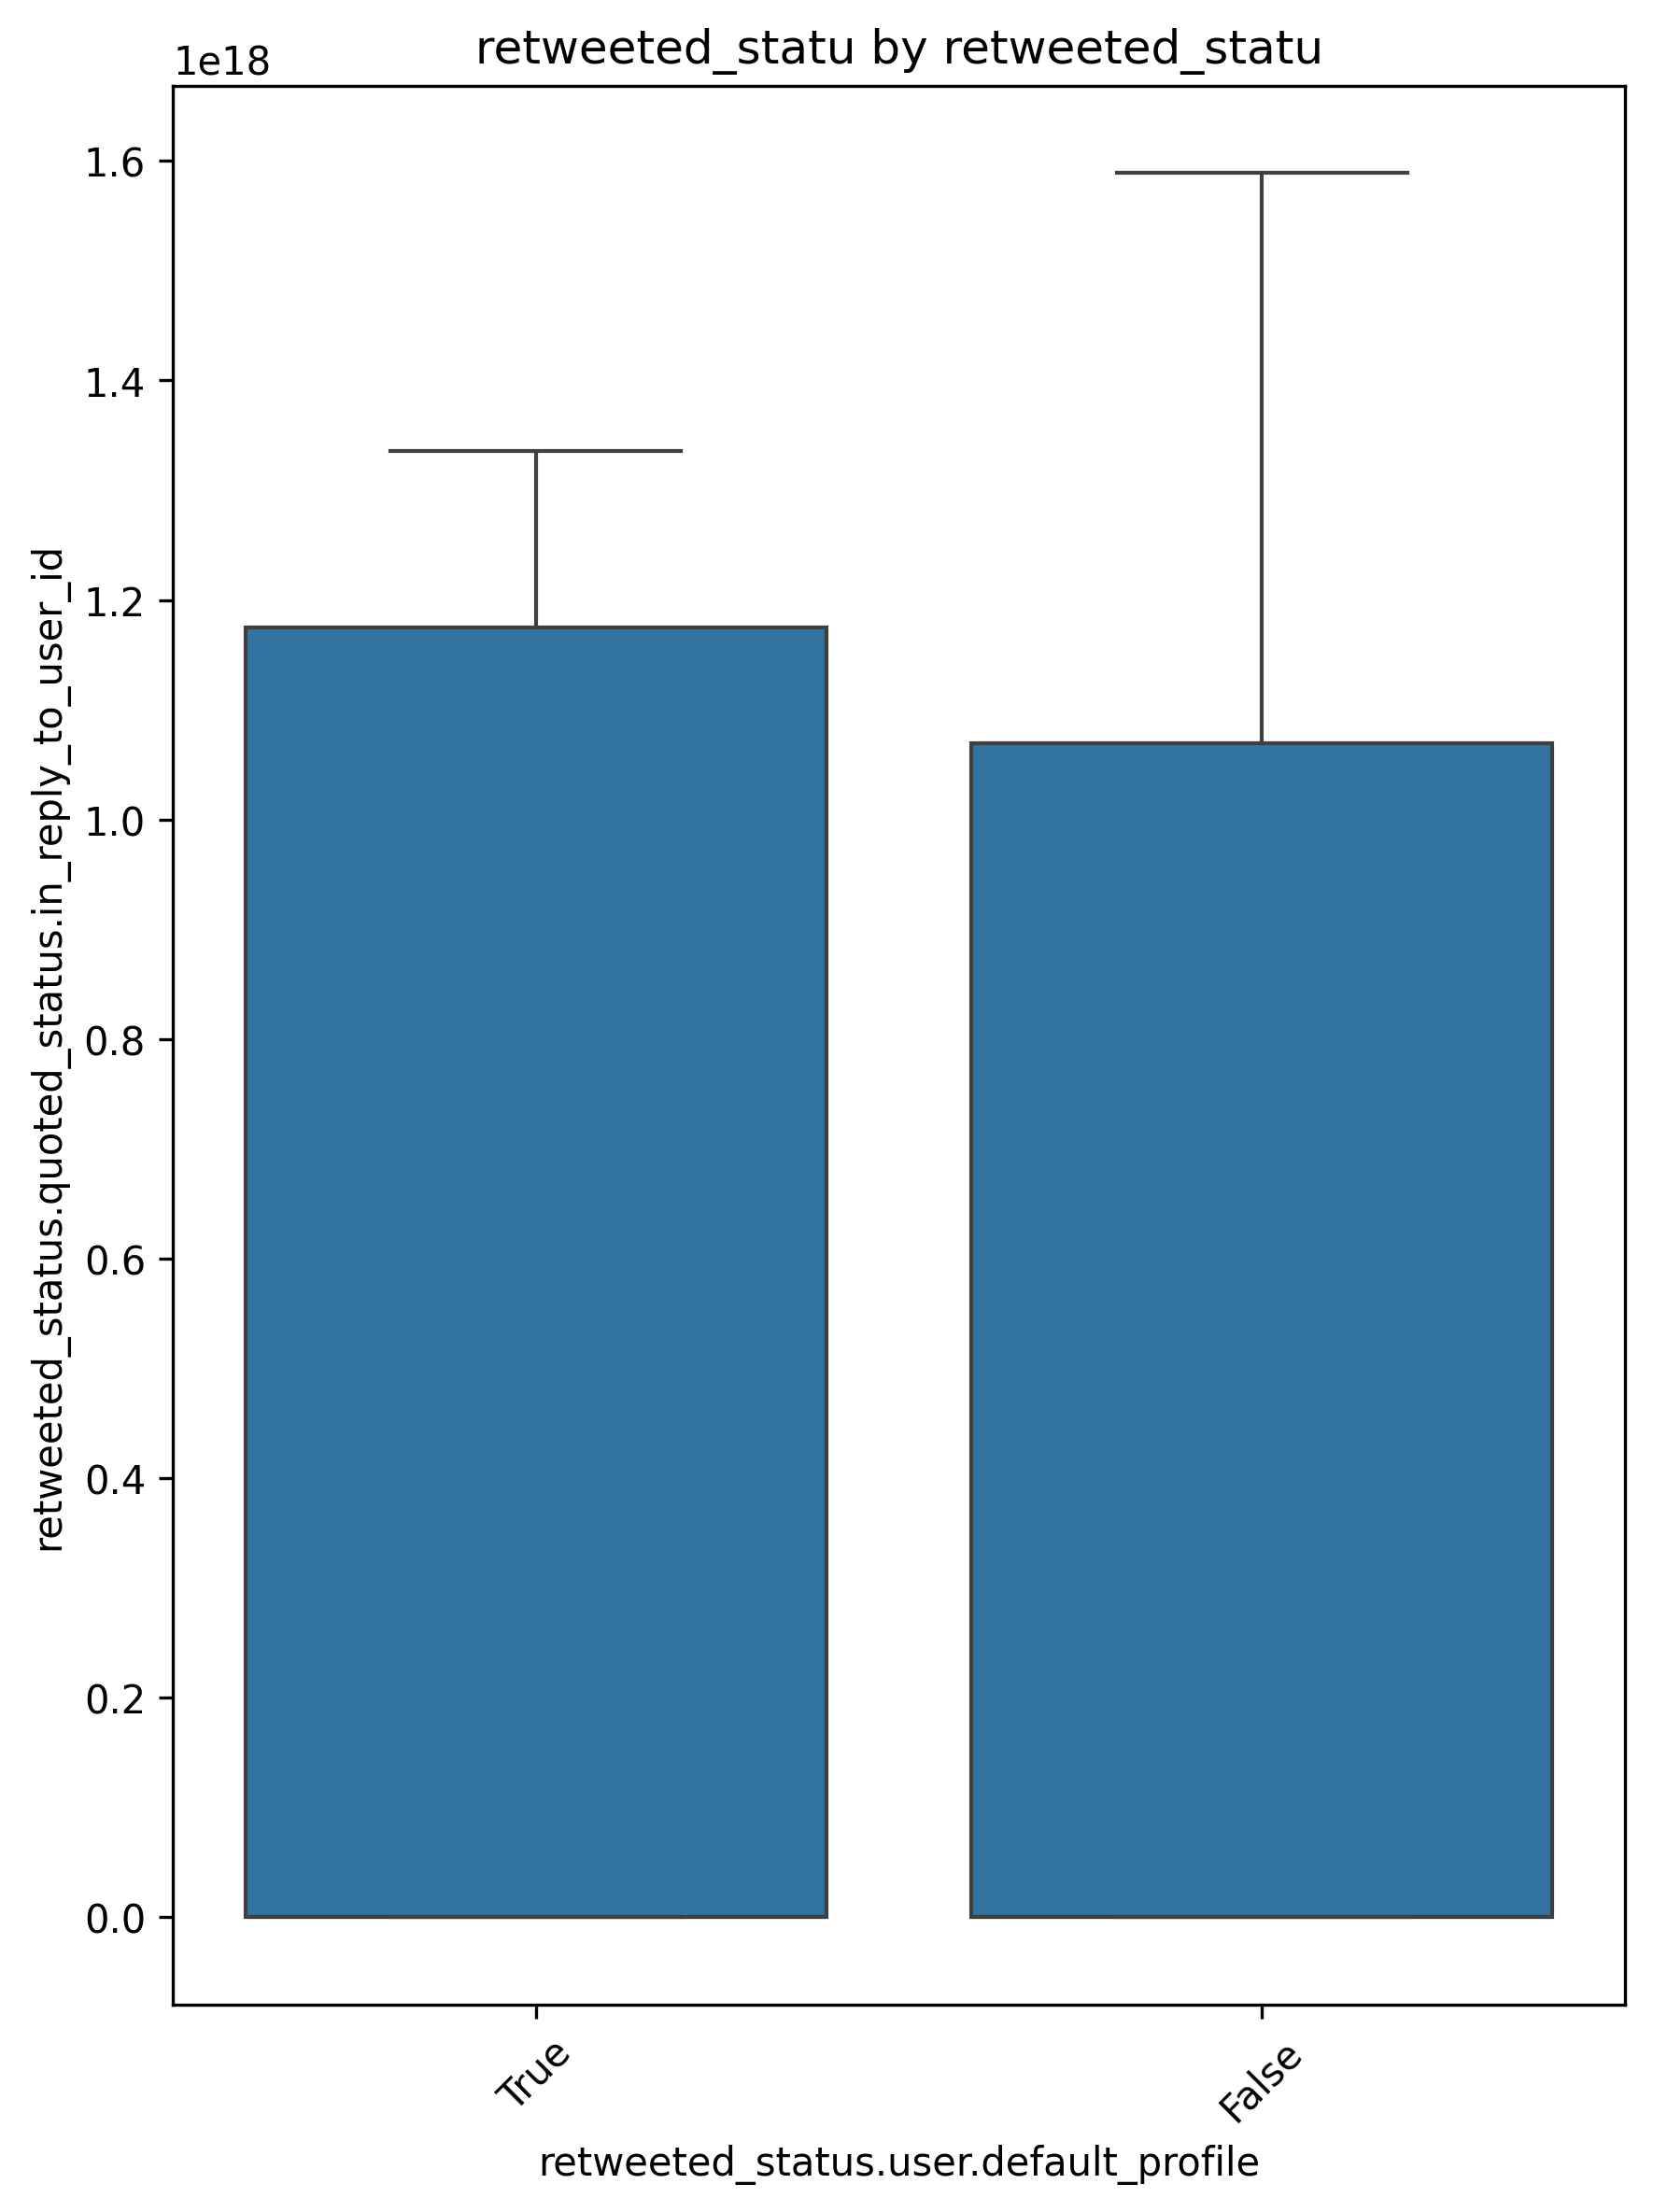 retweeted_statu by retweeted_statu
1e18
1.6
1.4
1.2
1.0
0.8
0.6
0.4
0.2
0.0
retweeted_status.quoted_status.in_reply_to_user_id
True
False
retweeted_status.user.default_profile